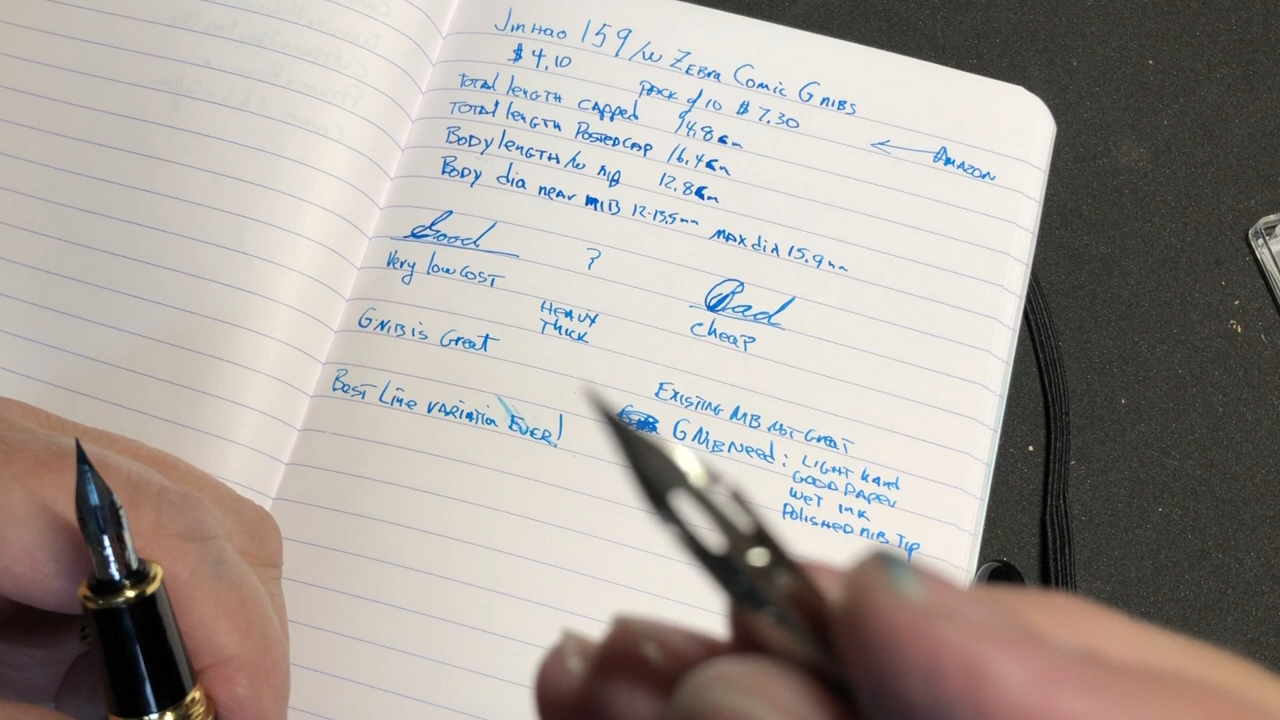 JinHao 159/w ZEBRA Comic G NIBS
$4.10 PACK of 10 $7.30
TOTAL LENGTH CAPPED 14.8cm
TOTAL LENGTH POSTED CAP 16.4cm
AMAZON
BODY LENGTH/w NIB 12.8cm
BODY dia near NIB 12-13.5mm MAX dia 15.9mm
Good ? Bad
Very low COST HEAVY cheap
THICK
G NIB is Great
Best Line VARIATION EVER!
EXISTING NIB NOT GREAT
G NIB Need: LIGHT hand
GOOD PAPER
WET INK
POLISHED NIB Tip